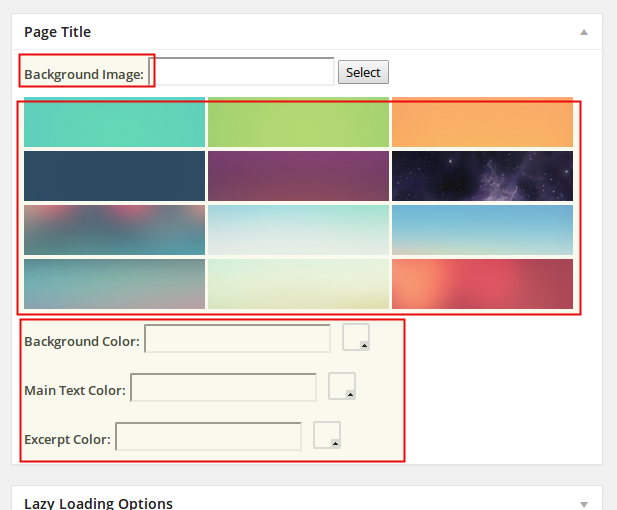 Page Title
Background Image:
Select
Background Color:
Main Text Color:
Excerpt Color:
Lazy Loading Options